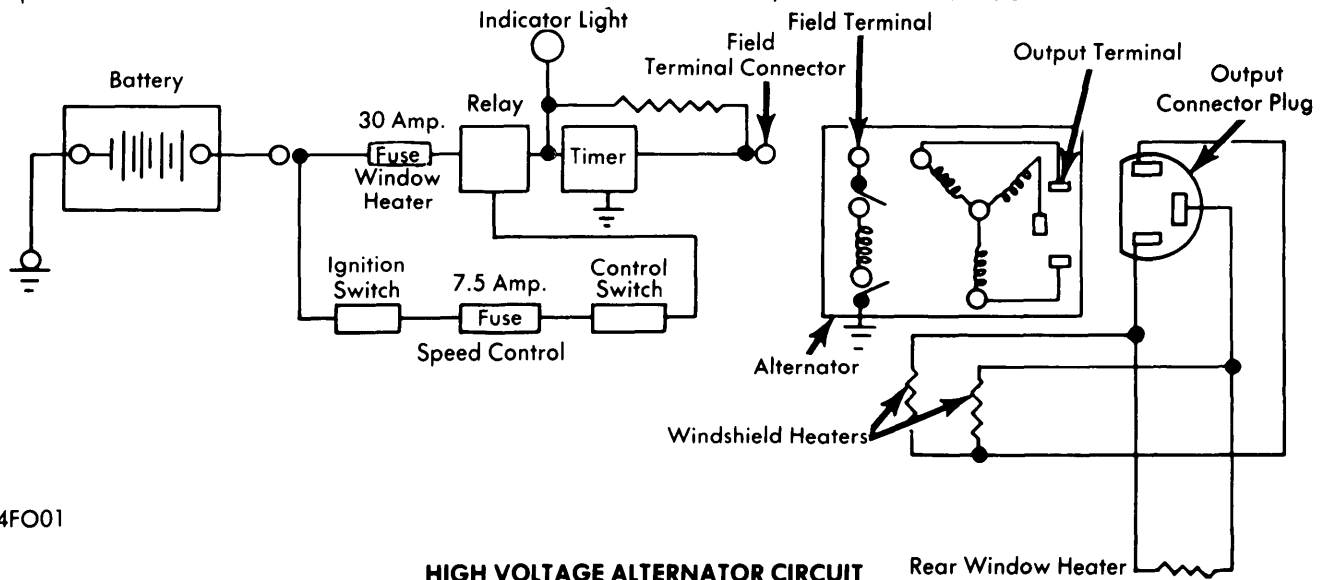 Indicator Light
Field Terminal
Field
Terminal Connector
Output Terminal
Output
Connector Plug
Battery
Relay
30 Amp.
Fuse
Window
Heater
Timer
Ignition
Switch
7.5 Amp.
Fuse
Speed Control
Control
Switch
Alternator
Windshield Heaters
4FO01
HIGH VOLTAGE ALTERNATOR CIRCUIT
Rear Window Heater